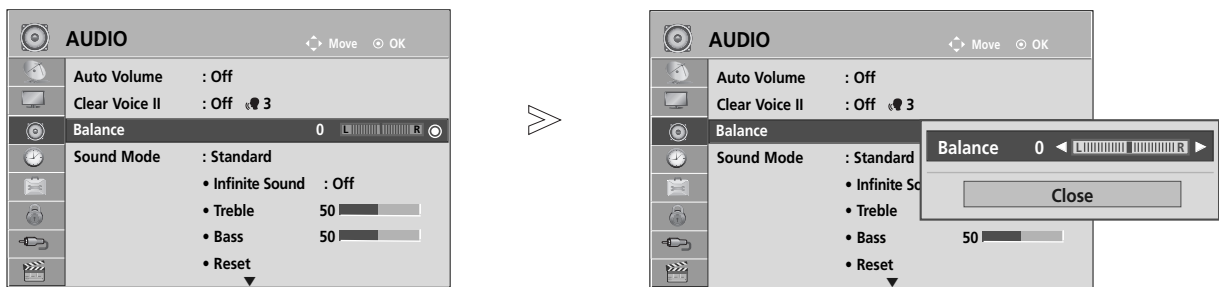 AUDIO Move OK
Auto Volume : Off
Clear Voice II : Off 3
Balance 0 L R
Sound Mode : Standard
• Infinite Sound : Off
• Treble 50
• Bass 50
• Reset
AUDIO Move OK
Auto Volume : Off
Clear Voice II : Off 3
Balance
Sound Mode : Standard
• Infinite So
• Treble
• Bass 50
• Reset
Balance 0 L R
Close